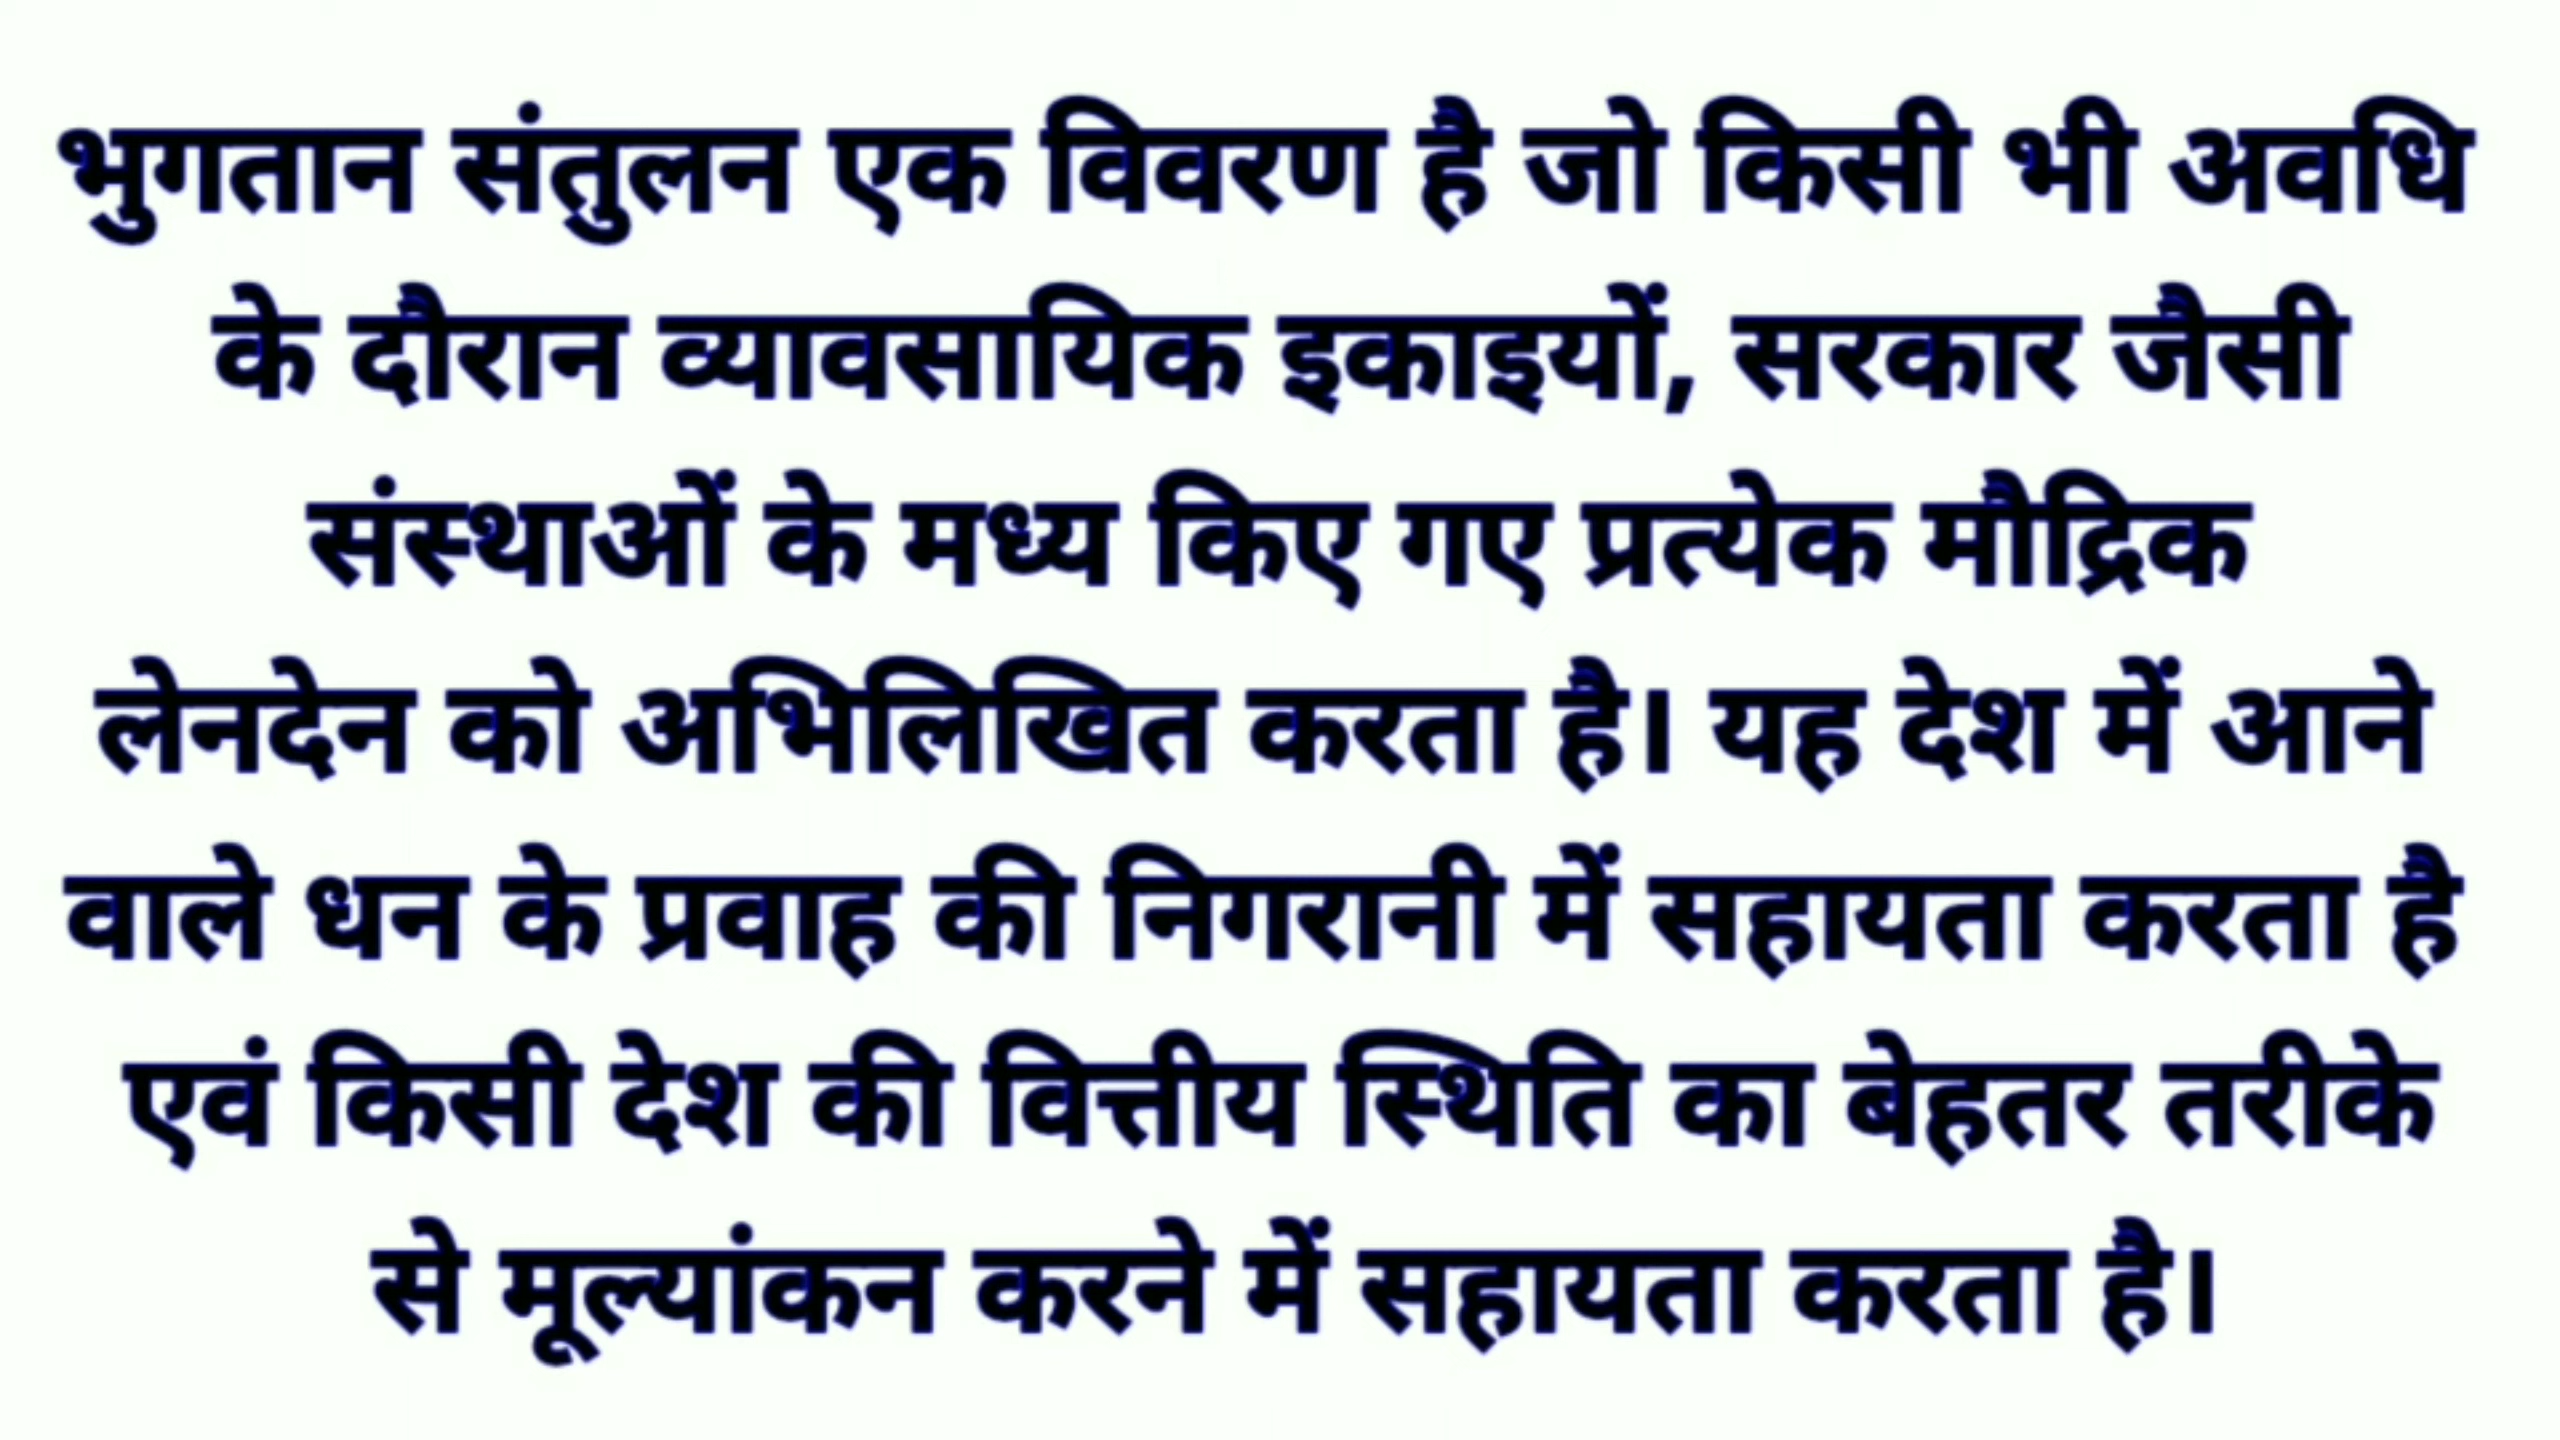 भुगतान संतुलन एक विवरण है जो किसी भी अवधि
के दौरान व्यावसायिक इकाइयों, सरकार जैसी
संस्थाओं के मध्य किए गए प्रत्येक मौद्रिक
लेनदेन को अभिलिखित करता है। यह देश में आने
वाले धन के प्रवाह की निगरानी में सहायता करता है
एवं किसी देश की वित्तीय स्थिति का बेहतर तरीके
से मूल्यांकन करने में सहायता करता है।